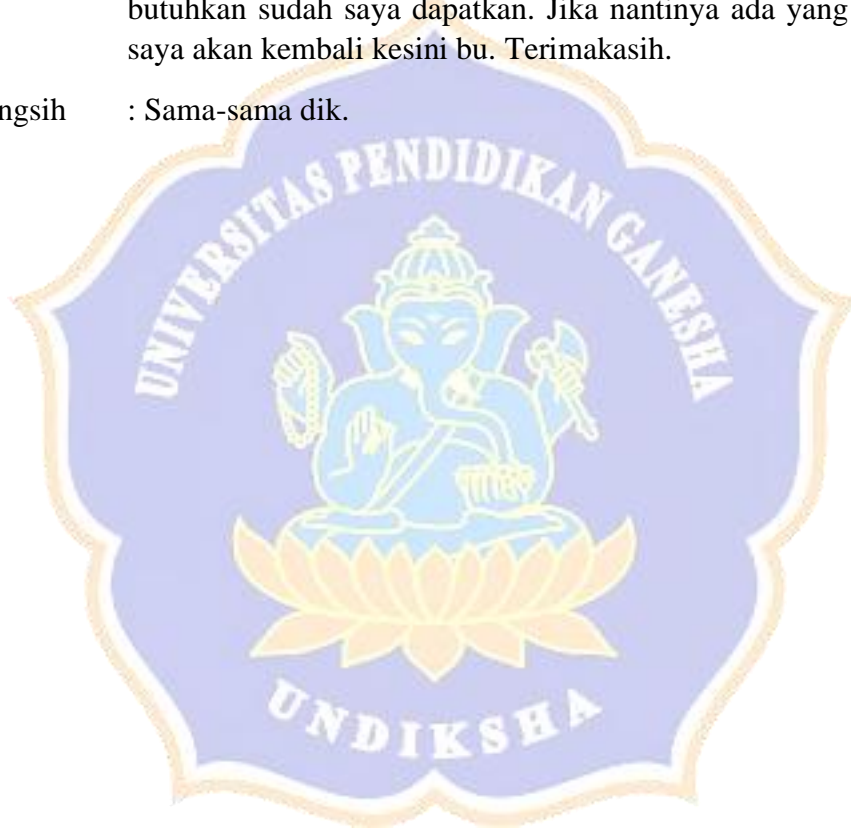 butuhkan sudah saya dapatkan. Jika nantinya ada yang
saya akan kembali kesini bu. Terimakasih.
ngsih : Sama-sama dik.
UNIVERSITAS PENDIDIKAN GANESHA
UNDIKSHA